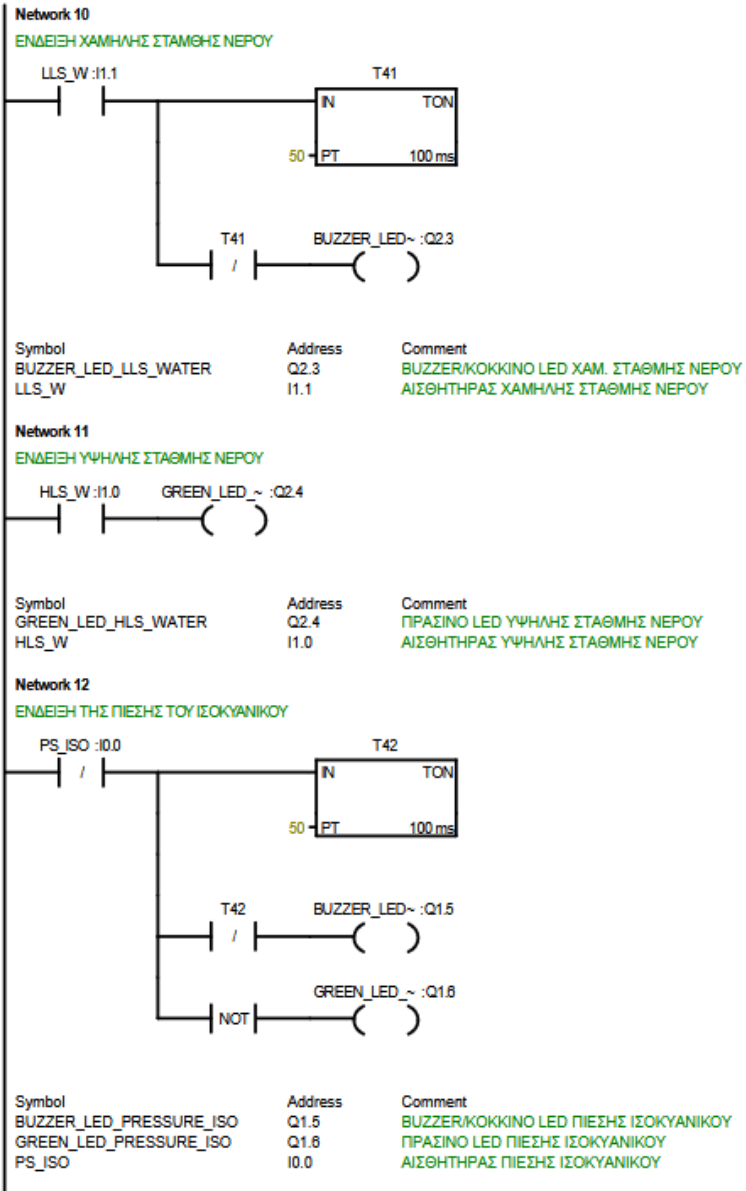 Network 10
ΕΝΔΕΙΞΗ ΧΑΜΗΛΗΣ ΣΤΑΜΘΗΣ ΝΕΡΟΥ
LLS_W :I1.1
T41
IN TON
50 PT 100 ms
T41 BUZZER_LED~ :Q2.3
/
Symbol Address Comment
BUZZER_LED_LLS_WATER Q2.3 BUZZER/ΚΟΚΚΙΝΟ LED ΧΑΜ. ΣΤΑΘΜΗΣ ΝΕΡΟΥ
LLS_W I1.1 ΑΙΣΘΗΤΗΡΑΣ ΧΑΜΗΛΗΣ ΣΤΑΘΜΗΣ ΝΕΡΟΥ
Network 11
ΕΝΔΕΙΞΗ ΥΨΗΛΗΣ ΣΤΑΘΜΗΣ ΝΕΡΟΥ
HLS_W :I1.0 GREEN_LED_~ :Q2.4
Symbol Address Comment
GREEN_LED_HLS_WATER Q2.4 ΠΡΑΣΙΝΟ LED ΥΨΗΛΗΣ ΣΤΑΘΜΗΣ ΝΕΡΟΥ
HLS_W I1.0 ΑΙΣΘΗΤΗΡΑΣ ΥΨΗΛΗΣ ΣΤΑΘΜΗΣ ΝΕΡΟΥ
Network 12
ΕΝΔΕΙΞΗ ΤΗΣ ΠΙΕΣΗΣ ΤΟΥ ΙΣΟΚΥΑΝΙΚΟΥ
PS_ISO :I0.0
T42
/ IN TON
50 PT 100 ms
T42 BUZZER_LED~ :Q1.5
/
GREEN_LED_~ :Q1.6
NOT
Symbol Address Comment
BUZZER_LED_PRESSURE_ISO Q1.5 BUZZER/ΚΟΚΚΙΝΟ LED ΠΙΕΣΗΣ ΙΣΟΚΥΑΝΙΚΟΥ
GREEN_LED_PRESSURE_ISO Q1.6 ΠΡΑΣΙΝΟ LED ΠΙΕΣΗΣ ΙΣΟΚΥΑΝΙΚΟΥ
PS_ISO I0.0 ΑΙΣΘΗΤΗΡΑΣ ΠΙΕΣΗΣ ΙΣΟΚΥΑΝΙΚΟΥ